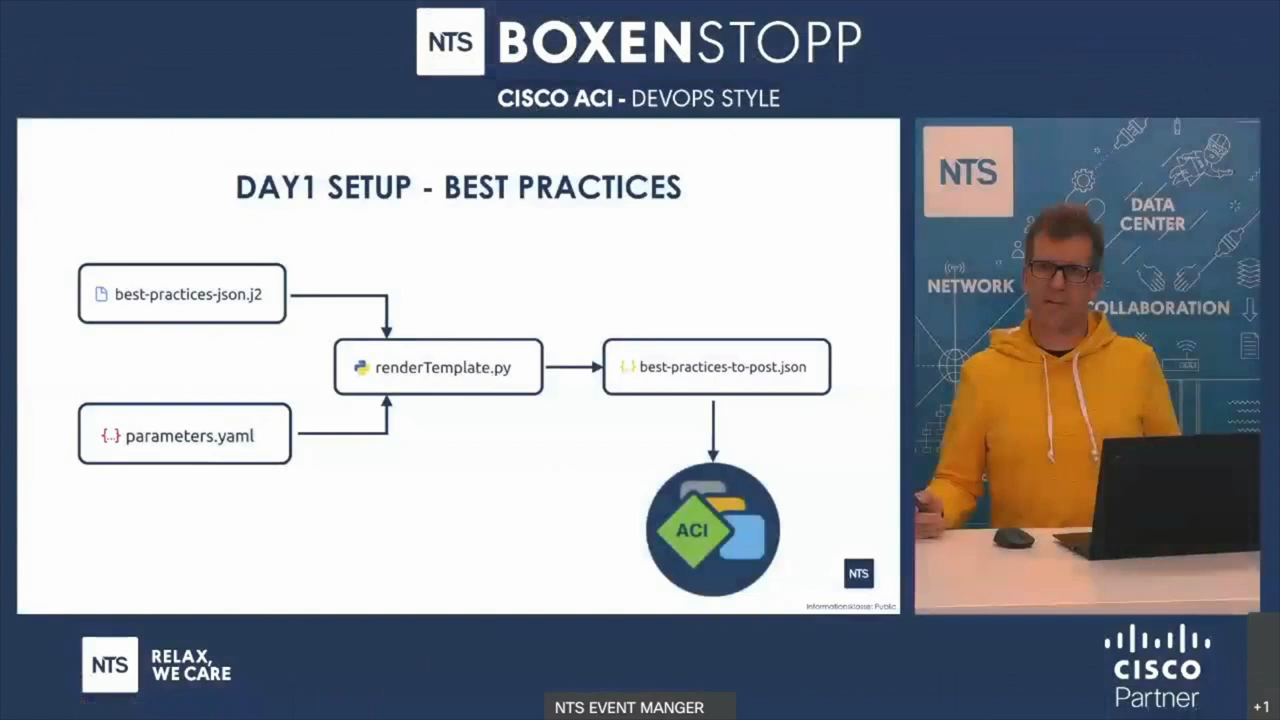 NTS BOXENSTOPP
CISCO ACI - DEVOPS STYLE
DAY1 SETUP - BEST PRACTICES
best-practices-json.j2
renderTemplate.py
best-practices-to-post.json
{..} parameters.yaml
ACI
NTS
Informationsklasse: Public
NTS
DATA
CENTER
NETWORK
COLLABORATION
NTS
RELAX,
WE CARE
CISCO
Partner
NTS EVENT MANGER
+1